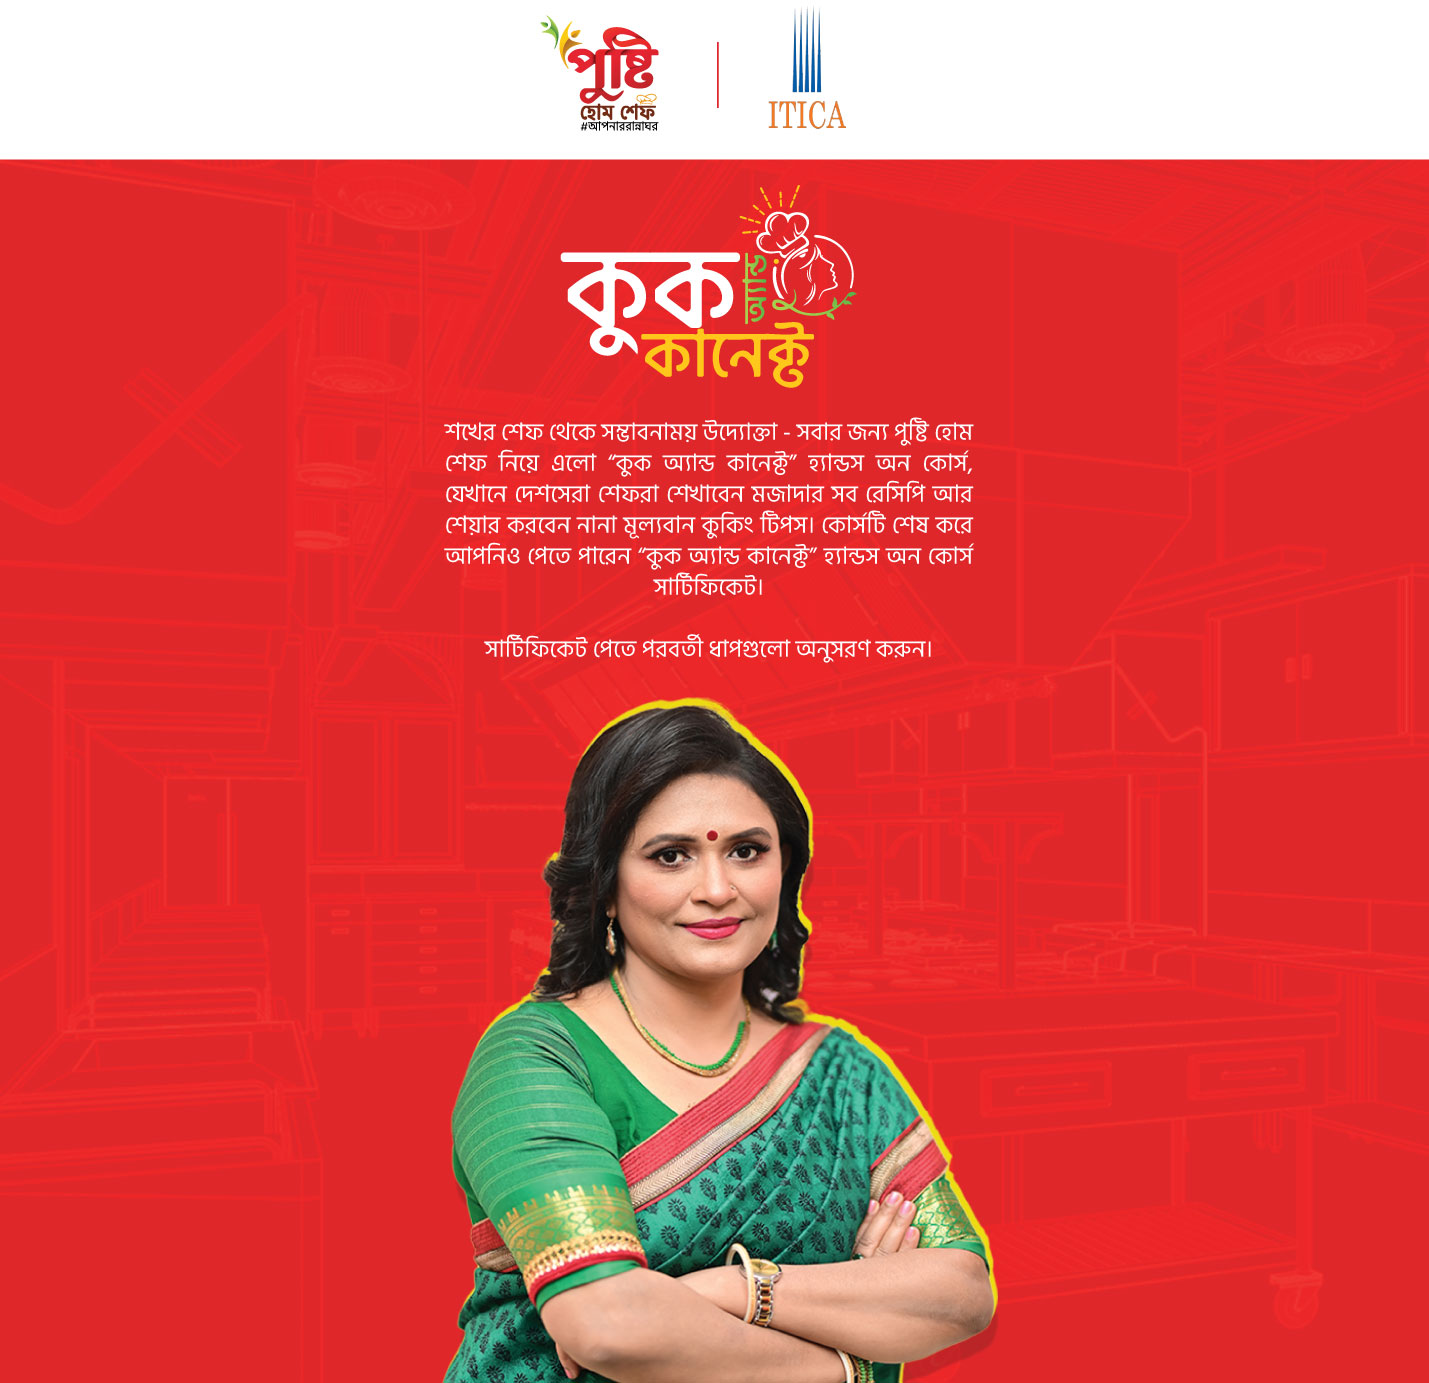 পুষ্টি
হোম শেফ
#আপনাররান্নাঘর
ITICA
কুক
অ্যান্ড
কানেক্ট
শখের শেফ থেকে সম্ভাবনাময় উদ্যোক্তা - সবার জন্য পুষ্টি হোম
শেফ নিয়ে এলো “কুক অ্যান্ড কানেক্ট” হ্যান্ডস অন কোর্স,
যেখানে দেশসেরা শেফরা শেখাবেন মজাদার সব রেসিপি আর
শেয়ার করবেন নানা মূল্যবান কুকিং টিপস। কোর্সটি শেষ করে
আপনিও পেতে পারেন “কুক অ্যান্ড কানেক্ট” হ্যান্ডস অন কোর্স
সার্টিফিকেট।
সার্টিফিকেট পেতে পরবর্তী ধাপগুলো অনুসরণ করুন।